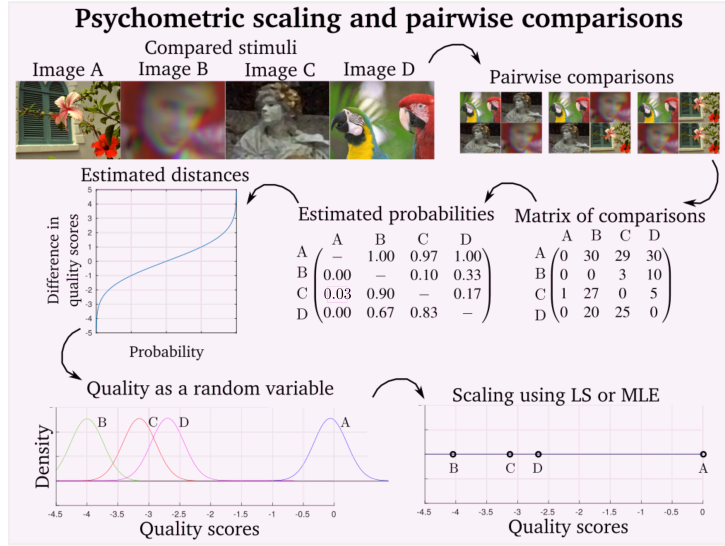 Psychometric scaling and pairwise comparisons
Compared stimuli
Image A Image B Image C Image D
Pairwise comparisons
Estimated distances
Difference in
quality scores
5
4
3
2
1
0
-1
-2
-3
-4
-5
Probability
Estimated probabilities
A B C D
A − 1.00 0.97 1.00
B 0.00 − 0.10 0.33
C 0.03 0.90 − 0.17
D 0.00 0.67 0.83 −
Matrix of comparisons
A B C D
A 0 30 29 30
B 0 0 3 10
C 1 27 0 5
D 0 20 25 0
Quality as a random variable
Density
B C D A
-4.5 -4 -3.5 -3 -2.5 -2 -1.5 -1 -0.5 0
Quality scores
Scaling using LS or MLE
B C D A
-4.5 -4 -3.5 -3 -2.5 -2 -1.5 -1 -0.5 0
Quality scores